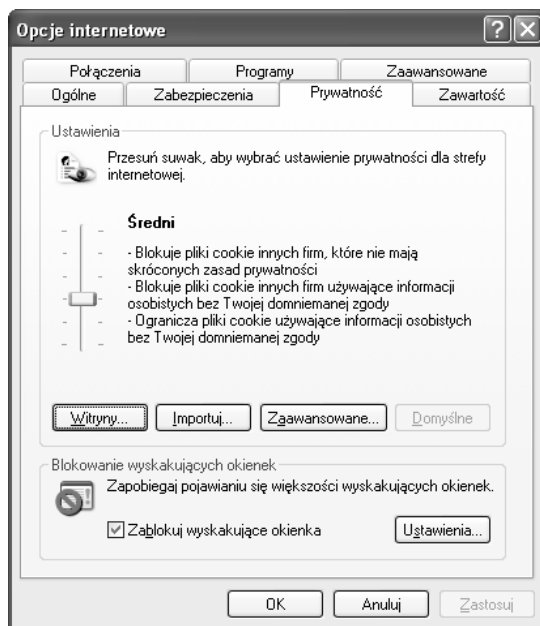 Opcje internetowe
Połączenia Programy Zaawansowane
Ogólne Zabezpieczenia Prywatność Zawartość
Ustawienia
Przesuń suwak, aby wybrać ustawienie prywatności dla strefy
internetowej.
Średni
- Blokuje pliki cookie innych firm, które nie mają
skróconych zasad prywatności
- Blokuje pliki cookie innych firm używające informacji
osobistych bez Twojej domniemanej zgody
- Ogranicza pliki cookie używające informacji osobistych
bez Twojej domniemanej zgody
Witryny... Importuj... Zaawansowane... Domyślne
Blokowanie wyskakujących okienek
Zapobiegaj pojawianiu się większości wyskakujących okienek.
Zablokuj wyskakujące okienka Ustawienia...
OK Anuluj Zastosuj